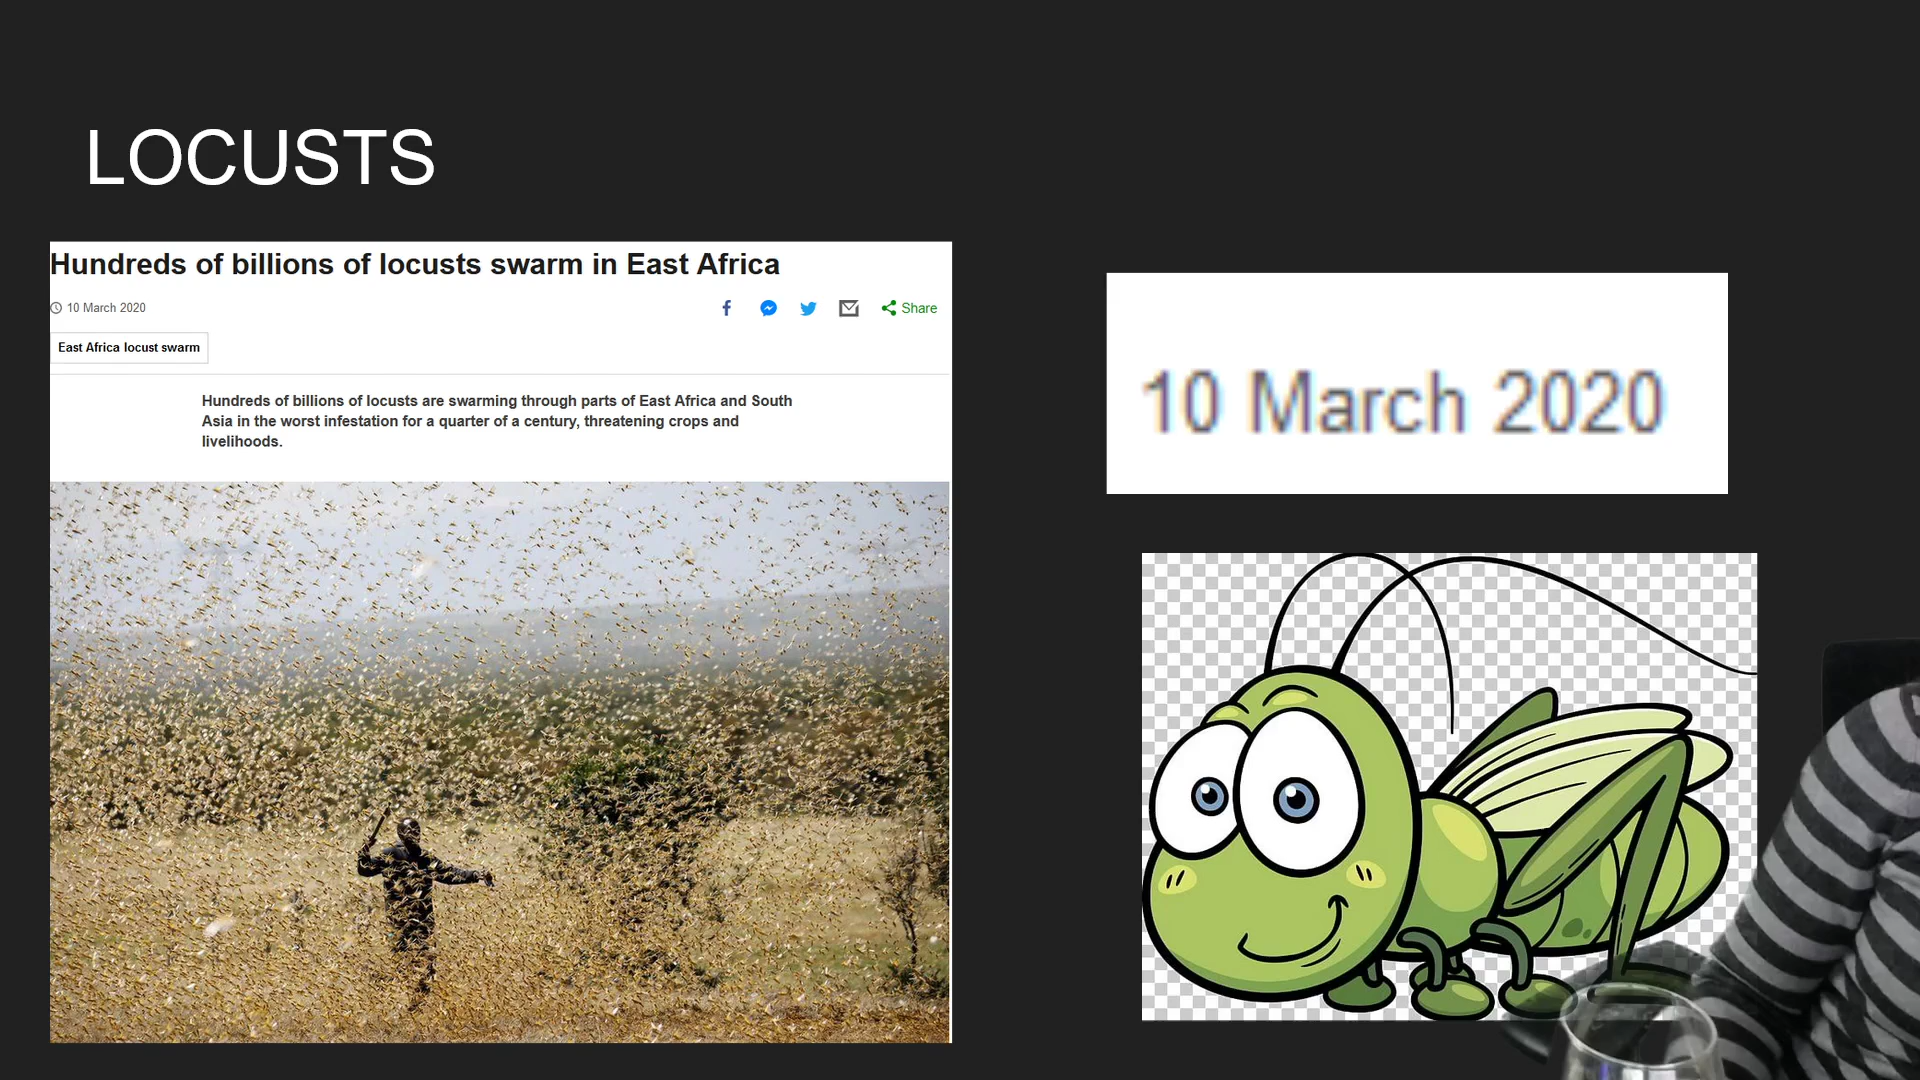 LOCUSTS
Hundreds of billions of locusts swarm in East Africa
10 March 2020
Share
East Africa locust swarm
Hundreds of billions of locusts are swarming through parts of East Africa and South
Asia in the worst infestation for a quarter of a century, threatening crops and
livelihoods.
10 March 2020